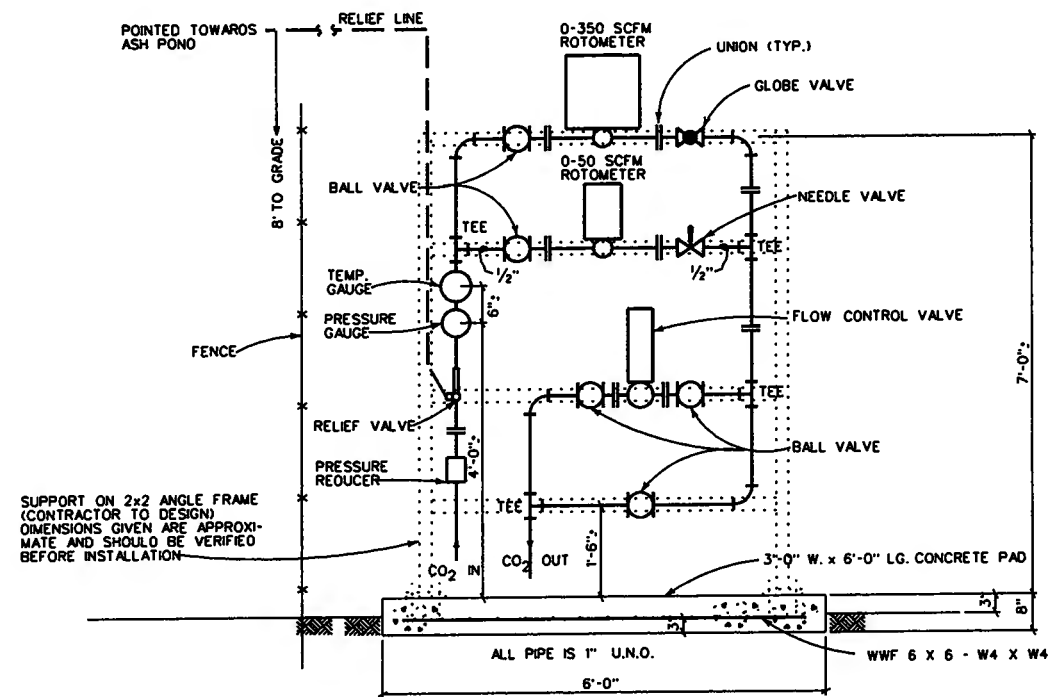 POINTED TOWAROS
ASH PONO
RELIEF LINE
0-350 SCFM
ROTOMETER
UNION (TYP.)
GLOBE VALVE
8' TO GRADE
BALL VALVE
0-50 SCFM
ROTOMETER
NEEDLE VALVE
TEE
TEE
1/2"
1/2"
TEMP.
GAUGE
6"±
PRESSURE
GAUGE
FLOW CONTROL VALVE
FENCE
7'-0"±
TEE
RELIEF VALVE
BALL VALVE
PRESSURE
REOUCER
4'-0"±
SUPPORT ON 2x2 ANGLE FRAME
(CONTRACTOR TO DESIGN)
OIMENSIONS GIVEN ARE APPROXI-
MATE AND SHOULD BE VERIFIED
BEFORE INSTALLATION
TEE
CO2 IN
CO2 OUT
1'-6"±
3'-0" W. x 6'-0" LG. CONCRETE PAD
3"
8"
3"
ALL PIPE IS 1" U.N.O.
WWF 6 X 6 - W4 X W4
6'-0"